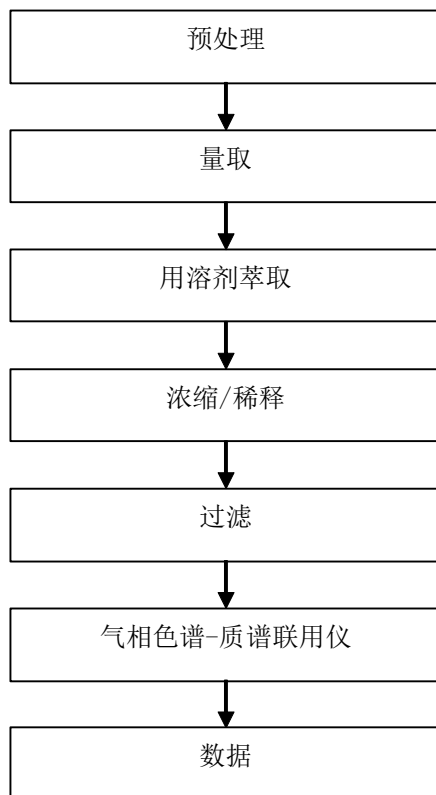 预处理
量取
用溶剂萃取
浓缩/稀释
过滤
气相色谱-质谱联用仪
数据